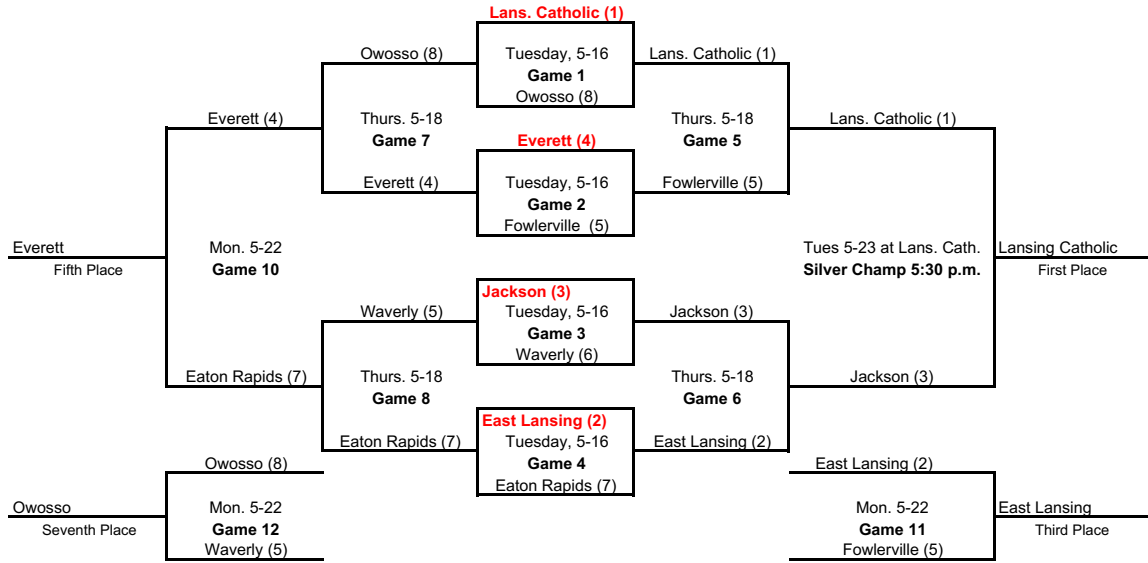 Lans. Catholic (1)
Owosso (8)
Tuesday, 5-16
Lans. Catholic (1)
Game 1
Owosso (8)
Everett (4)
Thurs. 5-18
Thurs. 5-18
Lans. Catholic (1)
Game 7
Everett (4)
Game 5
Everett (4)
Tuesday, 5-16
Fowlerville (5)
Game 2
Fowlerville  (5)
Everett
Mon. 5-22
Tues 5-23 at Lans. Cath.
Lansing Catholic
Fifth Place
Game 10
Silver Champ 5:30 p.m.
First Place
Jackson (3)
Waverly (5)
Tuesday, 5-16
Jackson (3)
Game 3
Waverly (6)
Eaton Rapids (7)
Thurs. 5-18
Thurs. 5-18
Jackson (3)
Game 8
Game 6
East Lansing (2)
Eaton Rapids (7)
Tuesday, 5-16
East Lansing (2)
Owosso (8)
Game 4
East Lansing (2)
Eaton Rapids (7)
Owosso
Mon. 5-22
Mon. 5-22
East Lansing
Seventh Place
Game 12
Game 11
Third Place
Waverly (5)
Fowlerville (5)